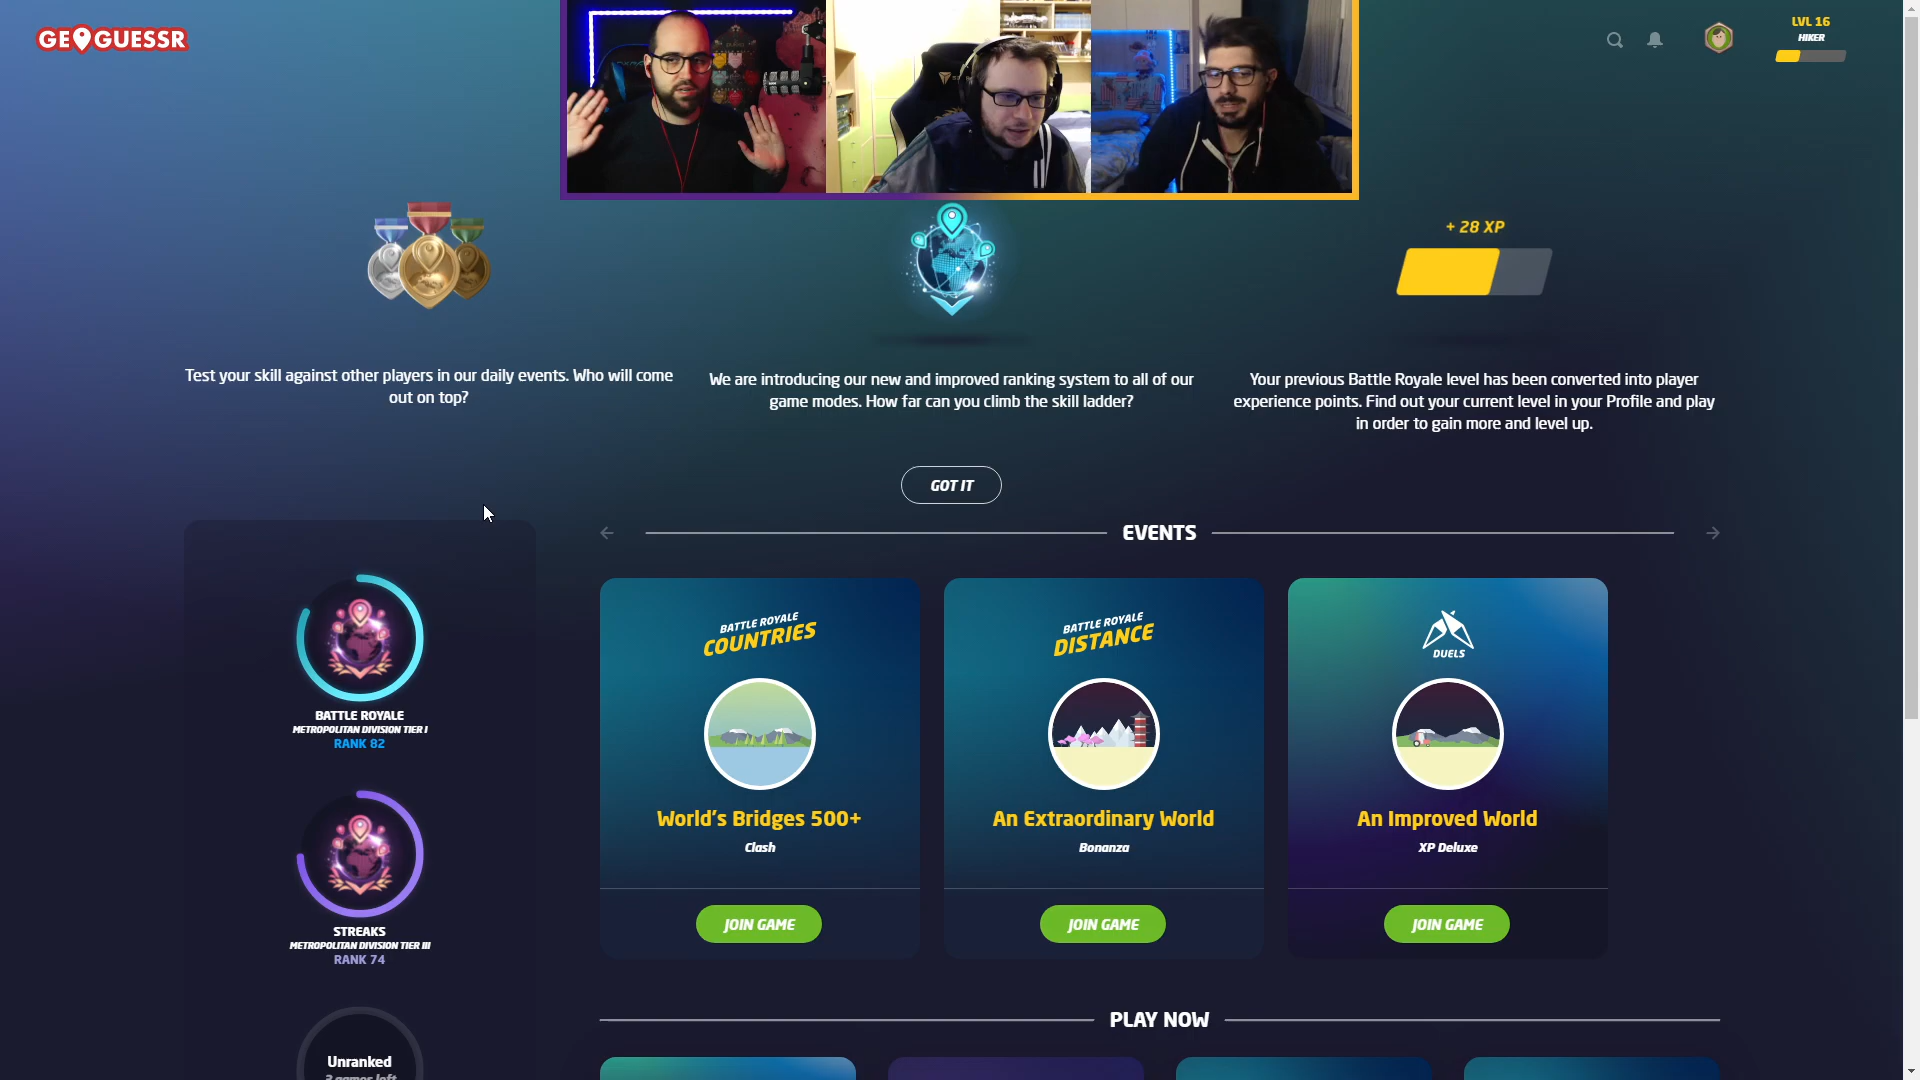 GEOGUESSR
LVL 16
HIKER
+ 28 XP
Test your skill against other players in our daily events. Who will come
out on top?
We are introducing our new and improved ranking system to all of our
game modes. How far can you climb the skill ladder?
Your previous Battle Royale level has been converted into player
experience points. Find out your current level in your Profile and play
in order to gain more and level up.
GOT IT
EVENTS
BATTLE ROYALE
COUNTRIES
World's Bridges 500+
Clash
JOIN GAME
BATTLE ROYALE
DISTANCE
An Extraordinary World
Bonanza
JOIN GAME
DUELS
An Improved World
XP Deluxe
JOIN GAME
BATTLE ROYALE
METROPOLITAN DIVISION TIER I
RANK 82
STREAKS
METROPOLITAN DIVISION TIER III
RANK 74
Unranked
PLAY NOW